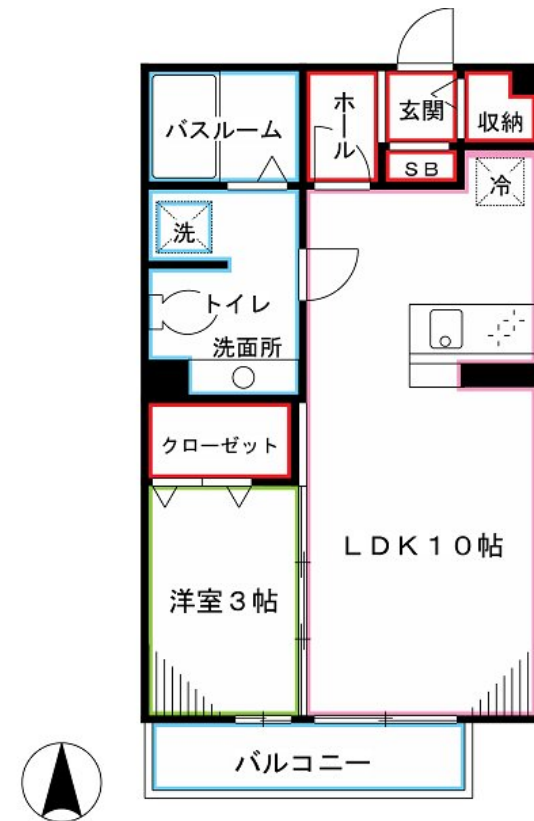 バスルーム
ホール
玄関
収納
SB
冷
洗
トイレ
洗面所
クローゼット
LDK10帖
洋室3帖
バルコニー